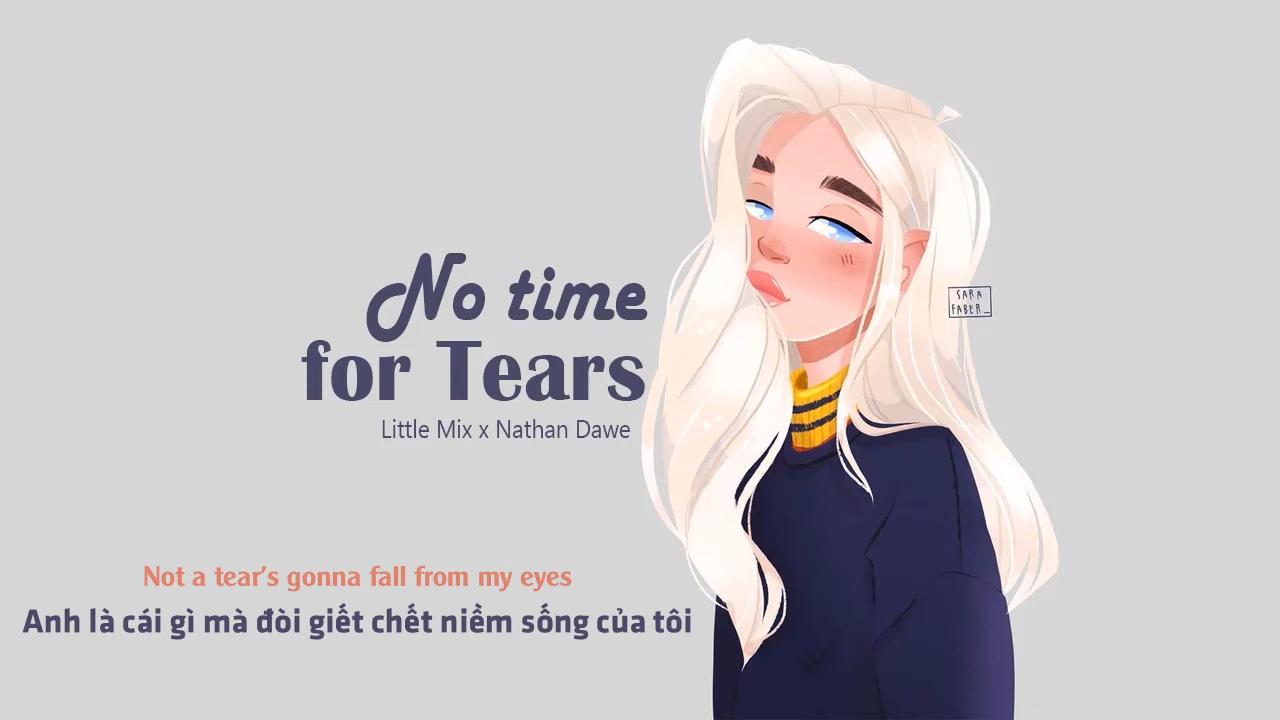 No time
for Tears
Little Mix x Nathan Dawe
SARA
FABER_
Not a tear's gonna fall from my eyes
Anh là cái gì mà đòi giết chết niềm sống của tôi